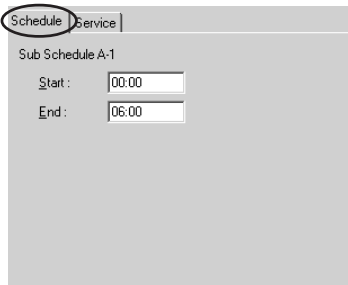 Schedule Service
Sub Schedule A-1
Start : 00:00
End : 06:00